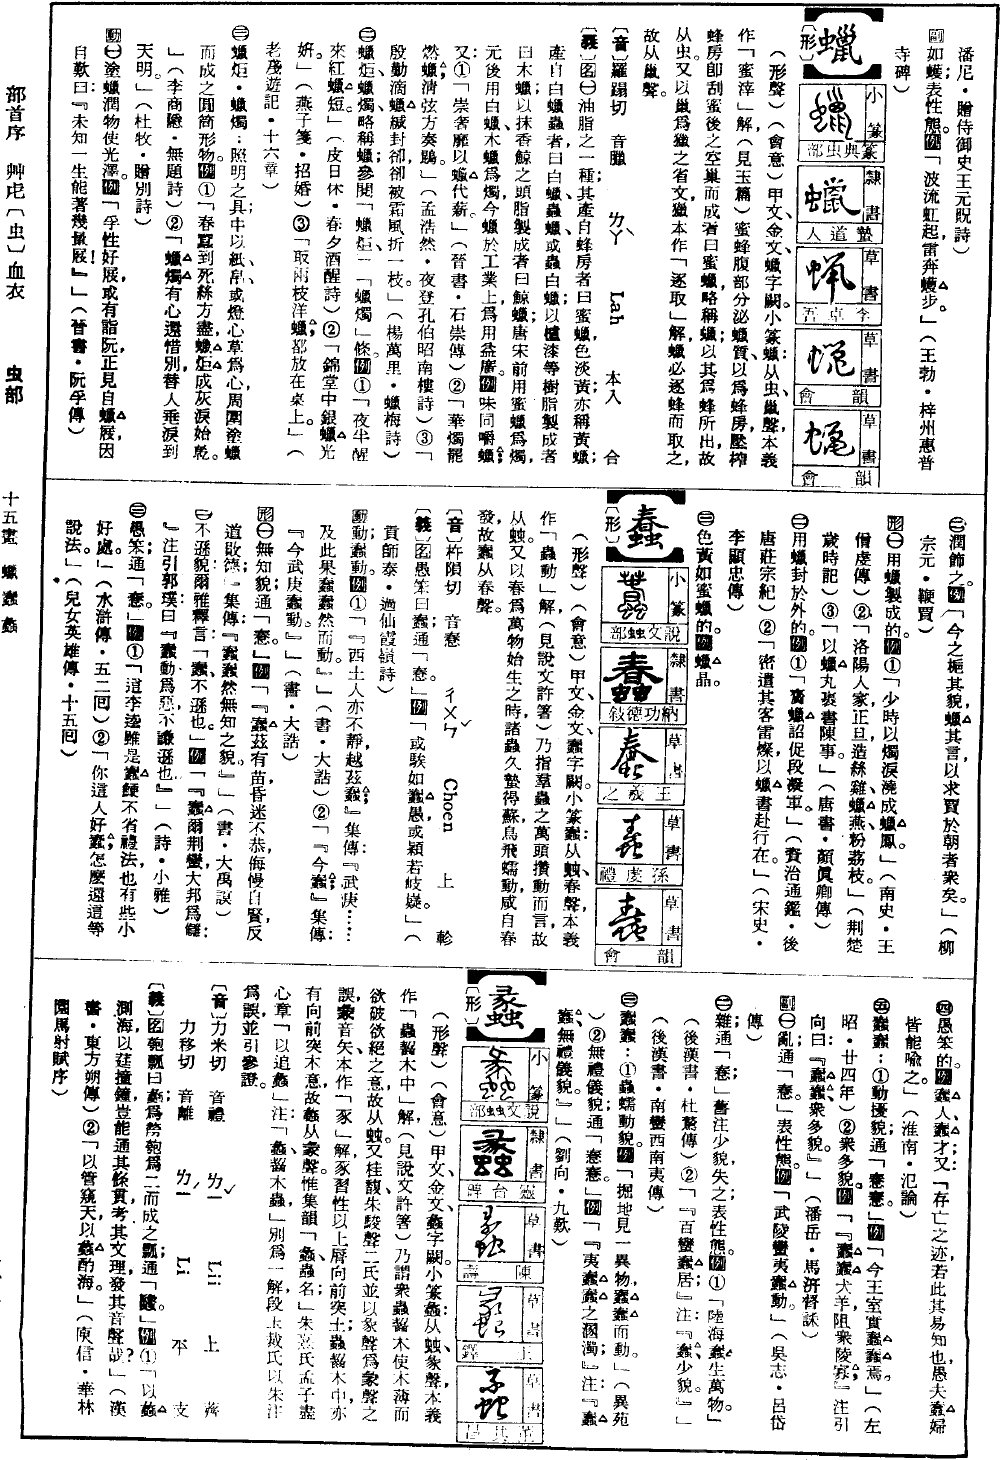 部首序 艸虍〔虫〕血衣 虫部 十五畫 蠟蠢蠡
潘尼·贈侍御史王元貺詩）
副如蠖；表性態。例「波流虹起，雷奔蠖步。」（王勃·梓州惠普
寺碑）
蠟
〔形〕
小篆 篆典虫部
隸書 蟄道人
草書 李卓吾
草書 韻會
草書 韻會
（形聲）（會意）甲文、金文、蠟字闕。小篆蠟：从虫，巤聲，本義
作「蜜滓」解，（見玉篇）蜜蜂腹部分泌蠟質，以爲蜂房，壓榨
蜂房卽刮蜜後之空巢而成者曰蜜蠟，略稱蠟；以其爲蜂所出，故
从虫。又以巤爲獵之省文，獵本作「逐取」解，蠟必逐蜂而取之，
故从巤聲。
〔音〕羅蹋切 音臘 ㄌㄚˋ Lah 本入 合
〔義〕名㊀油脂之一種，其產自蜂房者曰蜜蠟，色淡黃，亦稱黃蠟；
產自白蠟蟲者曰白蠟、蟲蠟或蟲白蠟；以櫨漆等樹脂製成者
曰木蠟；以抹香鯨之頭脂製成者曰鯨蠟；唐宋前用蜜蠟爲燭，
元後用白蠟、木蠟爲燭，今蠟於工業上爲用益廣。例味同嚼蠟；
又：①「崇奢靡以蠟代薪。」（晉書·石崇傳）②「華燭罷
燃蠟，清弦方奏鶤。」（孟浩然·夜登孔伯昭南樓詩）③「
殷勤滴蠟緘封卻，卻被霜風折一枝。」（楊萬里·蠟梅詩）
㊁蠟炬、蠟燭，略稱蠟；參閱「蠟炬」「蠟燭」條。例①「夜半醒
來紅蠟短」（皮日休·春夕酒醒詩）②「錦堂中銀蠟光
妍」（燕子箋·招婚）③「取兩枝洋蠟，都放在桌上。」（
老殘遊記·十六章）
㊂蠟炬·蠟燭：照明之具，中以紙帛或燈心草爲心，周圍塗蠟
而成之圓筒形物。例①「春蠶到死絲方盡，蠟炬成灰淚始乾。
」（李商隱·無題詩）②「蠟燭有心還惜別，替人垂淚到
天明。」（杜牧·贈別詩）
動㊀塗蠟潤物使光澤。例「孚性好屐，或有詣阮，正見自蠟屐，因
自歎曰：『未知一生能著幾量屐！』」（晉書·阮孚傳）
㊁潤飾之。例「今之梔其貌，蠟其言，以求賈於朝者衆矣。」（柳
宗元·鞭賈）
形㊀用蠟製成的。例①「少時以燭淚澆成蠟鳳。」（南史·王
僧虔傳）②「洛陽人家，正旦造絲雞、蠟燕、粉荔枝。」（荆楚
歲時記）③「以蠟丸裹書陳事。」（唐書·顏眞卿傳）
㊁用蠟封於外的。例①「齎蠟詔促段凝軍。」（資治通鑑·後
唐莊宗紀）②「密遣其客雷燦以蠟書赴行在。」（宋史·
李顯忠傳）
㊂色黃如蜜蠟的。例蠟晶。
蠢
〔形〕
小篆 說文䖵部
隸書 納功德敍
草書 王羲之
草書 孫虔禮
草書 韻會
（形聲）（會意）甲文、金文、蠢字闕。小篆蠢：从䖵，春聲，本義
作「蟲動」解，（見說文許箸）乃指羣蟲之萬頭攢動而言，故
从䖵。又以春爲萬物始生之時，諸蟲久蟄得蘇，鳥飛蠕動，咸自春
發，故蠢从春聲。
〔音〕杵隕切 音惷 ㄔㄨㄣˇ Choen 上 軫
〔義〕名愚笨曰蠢；通「惷」。例「或騃如蠢愚，或穎若岐嶷。」（
貢師泰·過仙霞嶺詩）
動動；蠢動。例①「『西土人亦不靜，越茲蠢』集傳：『武庚……
及此果蠢蠢然而動。』」（書·大誥）②「『今蠢』集傳：
『今武庚蠢動。』」（書·大誥）
形㊀無知貌；通「惷」。例「『蠢茲有苗，昏迷不恭，侮慢自賢，反
道敗德』集傳：『蠢，蠢然無知之貌。』」（書·大禹謨）
㊁不遜貌，爾雅釋言：「蠢，不遜也。」例「『蠢爾荆蠻，大邦爲讎』
『注引郭璞曰：『蠢動爲惡，不謙遜也。』」（詩·小雅）
㊂愚笨；通「惷」。例①「這李逵雖是蠢麤不省禮法，也有些小
好處。」（水滸傳·五二回）②「你這人好蠢，怎麼還這等
說法。」（兒女英雄傳·十五回）
㊃愚笨的。例蠢人、蠢才；又「存亡之迹，若此其易知也，愚夫蠢婦
皆能喩之。」（淮南·氾論）
㊄蠢蠢：①動擾貌；通「惷惷」。例「今王室實蠢蠢焉。」（左
昭·廿四年）②衆多貌。例「『蠢蠢犬羊，阻衆陵寡』注引
向曰：『蠢蠢，衆多貌。』」（潘岳·馬汧督誄）
副㊀亂；通「惷」。表性態。例「武陵蠻夷蠢動。」（吳志·呂岱
傳）
㊁雜；通「惷」，舊注少貌，失之；表性態。例①「陸海蠢生萬物。」
（後漢書·杜篤傳）②「『百蠻蠢居』注：『蠢，少貌。』」
（後漢書·南蠻西南夷傳）
㊂蠢蠢：①蟲蠕動貌。例「掘地見一異物蠢蠢而動。」（異苑
）②無禮儀貌；通「惷惷」。例「『夷蠢蠢之溷濁』注：『蠢
蠢，無禮儀貌。』」（劉向·九歎）
蠡
〔形〕
小篆 說文䖵部
隸書 靈台碑
草書 陳壽
草書 王鐸
草書 董其昌
（形聲）（會意）甲文、金文、蠡字闕。小篆蠡：从䖵，彖聲，本義
作「蟲齧木中」解，（見說文許箸）乃謂衆蟲齧木使木薄而
欲破欲絕之意，故从䖵。又桂馥、朱駿聲二氏並以彖聲爲㒸聲之
誤，㒸音矢，本作「豕」解，豕習性以上脣向前突土，蟲齧木中，亦
有向前突木意，故蠡从㒸聲。惟集韻「蠡，蟲名」，朱熹氏孟子盡
心章「以追蠡」注：「蠡，齧木蟲」，別爲一解，段玉裁氏以朱注
爲誤，並引參證。
〔音〕力米切 音禮 ㄌㄧˇ Lii 上 薺
力移切 音離 ㄌㄧˊ Li 平 支
〔義〕名瓠瓢曰蠡，爲剖瓠爲二而成之瓢；通「𥗬」。例①「以蠡
測海，以莛撞鐘，豈能通其條貫，考其文理，發其音聲哉？」（漢
書·東方朔傳）②「以管窺天，以蠡酌海。」（庾信·華林
園馬射賦序）